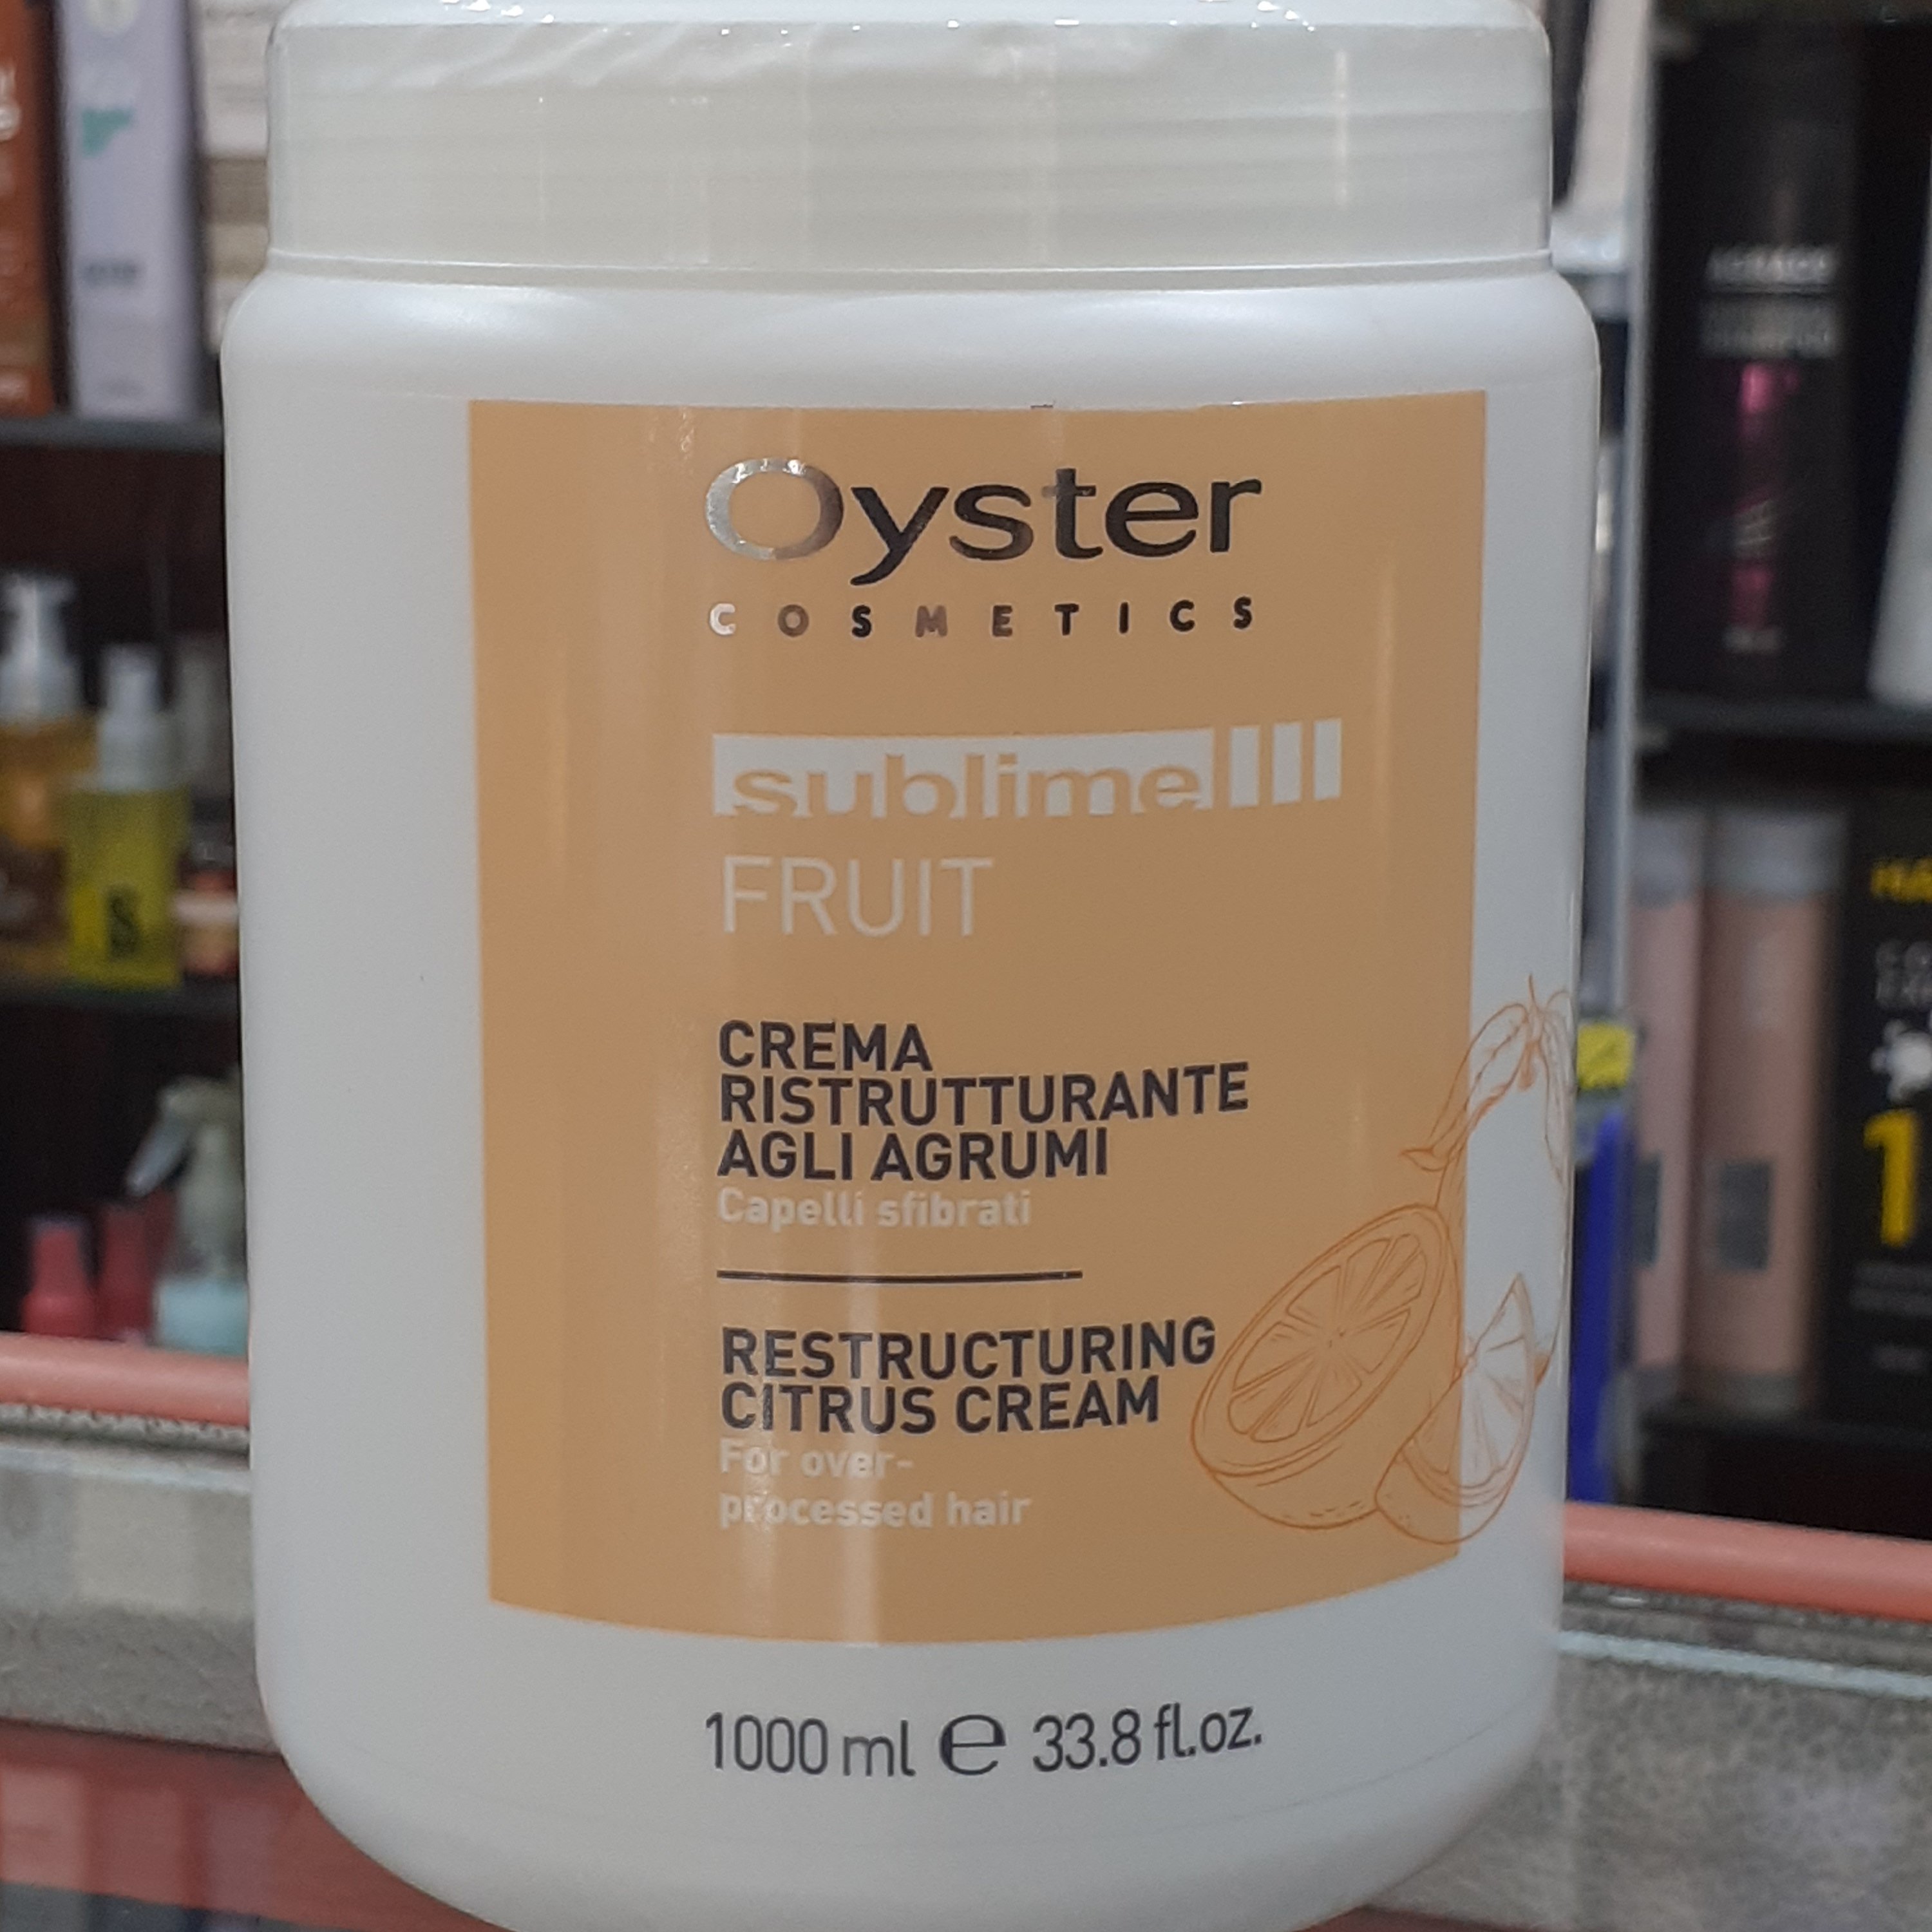 Oyster
COSMETICS
sublime
FRUIT
CREMA
RISTRUTTURANTE
AGLI AGRUMI
Capelli sfibrati
RESTRUCTURING
CITRUS CREAM
For over-
processed hair
1000 ml e 33.8 fl.oz.